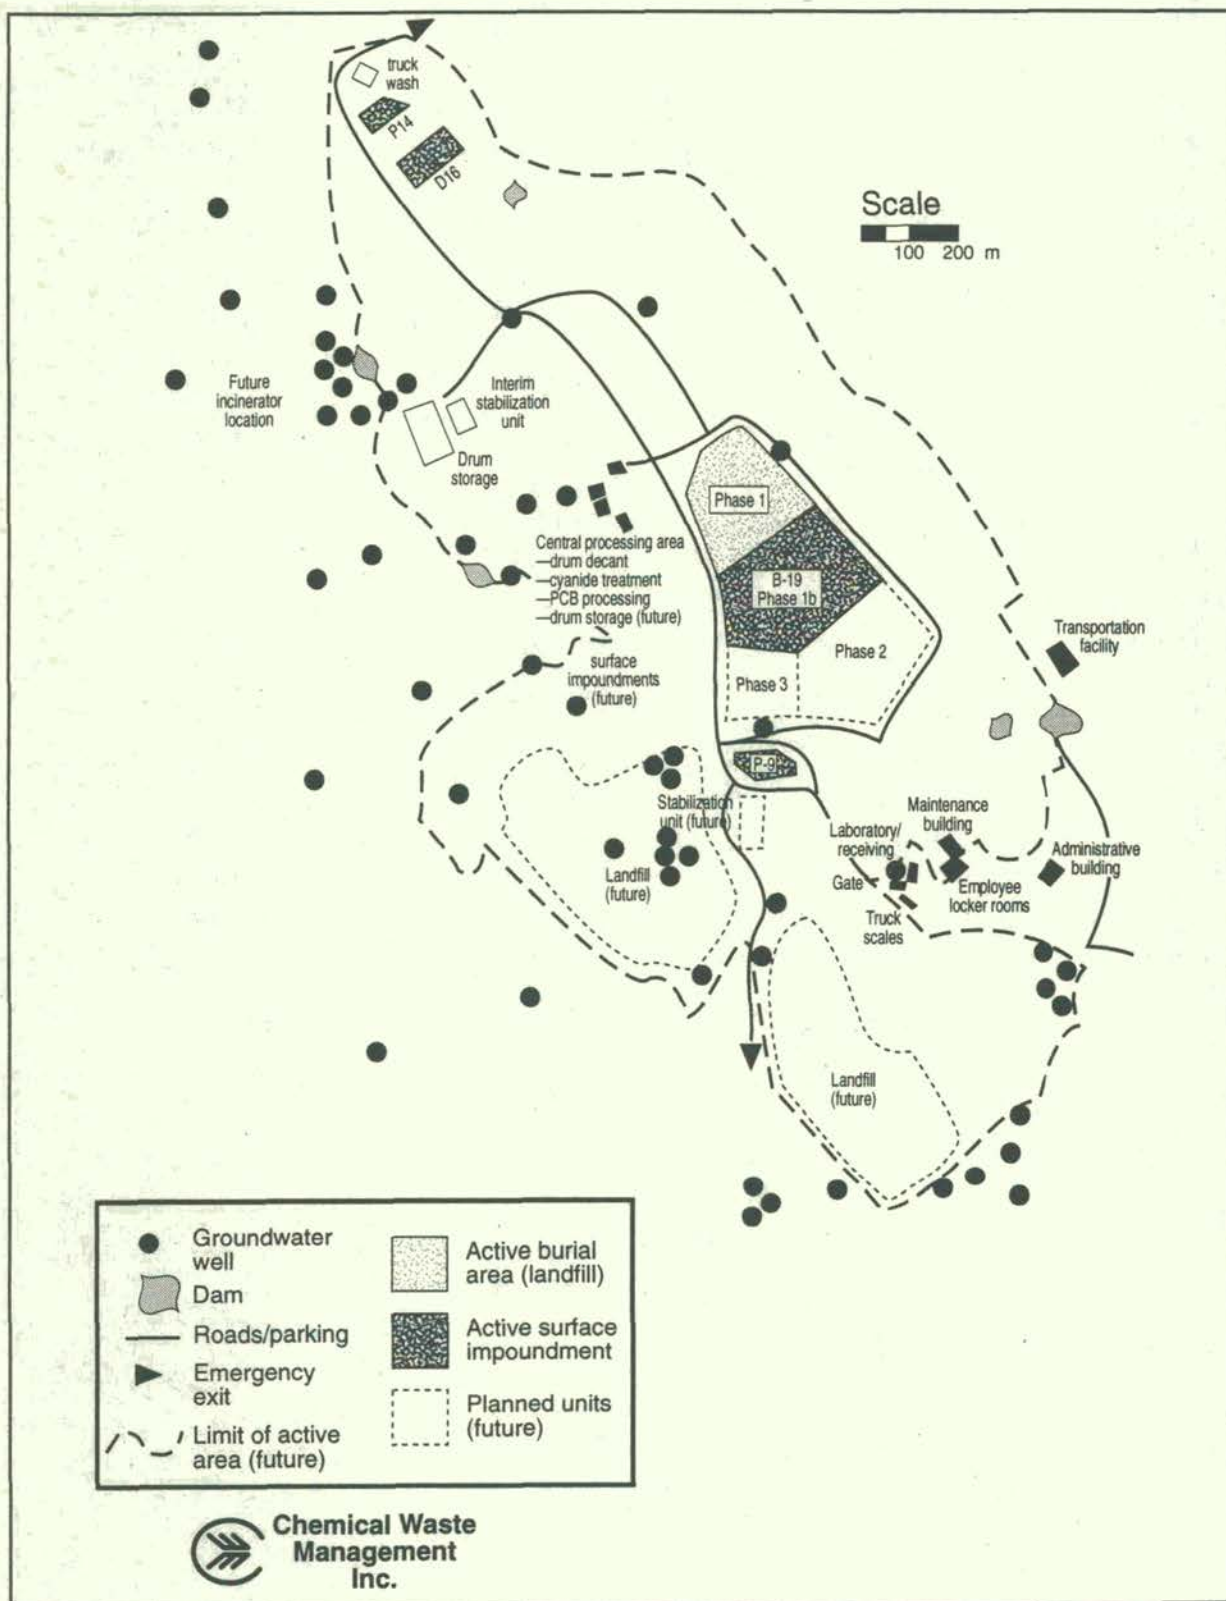 truck
wash
P14
D16
Scale
100 200 m
Future
incinerator
location
Interim
stabilization
unit
Drum
storage
Phase 1
Central processing area
—drum decant
—cyanide treatment
—PCB processing
—drum storage (future)
B-19
Phase 1b
Phase 2
Phase 3
Transportation
facility
surface
impoundments
(future)
P-9
Stabilization
unit (future)
Landfill
(future)
Laboratory/
receiving
Maintenance
building
Gate
Truck
scales
Employee
locker rooms
Administrative
building
Landfill
(future)
Groundwater
well
Dam
Roads/parking
Emergency
exit
Limit of active
area (future)
Active burial
area (landfill)
Active surface
impoundment
Planned units
(future)
Chemical Waste
Management
Inc.